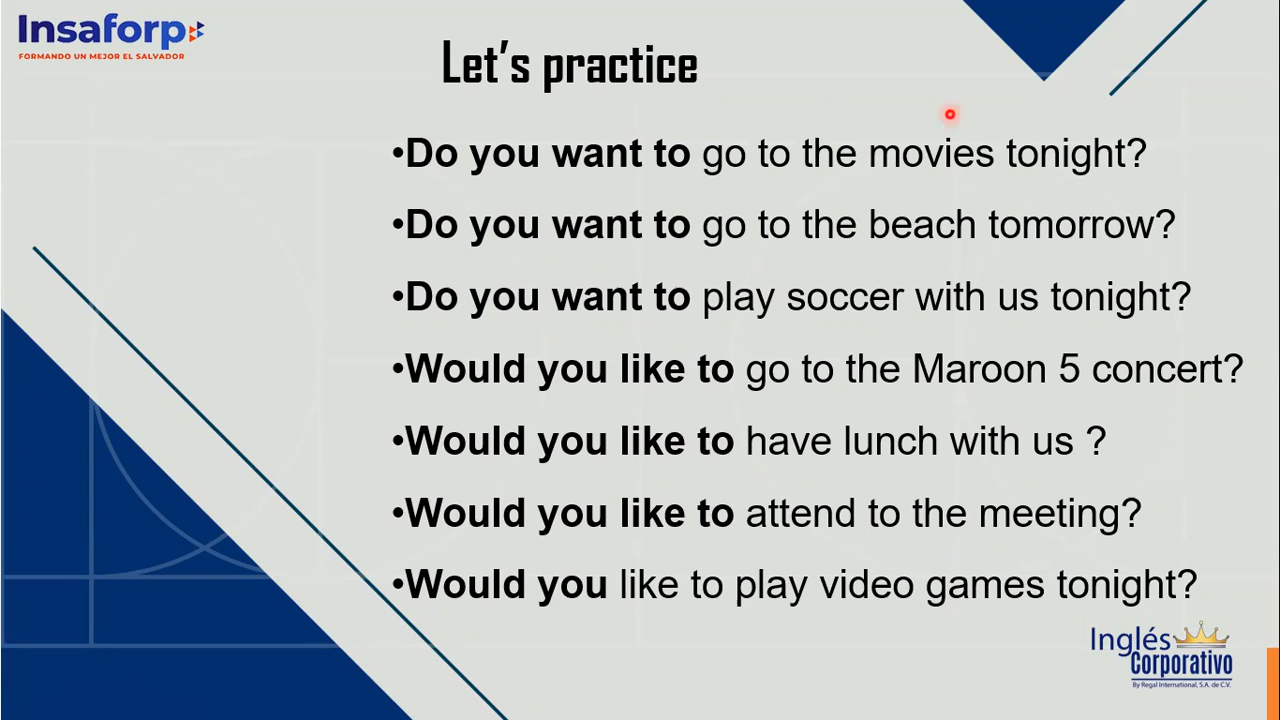 Insaforp
FORMANDO UN MEJOR EL SALVADOR
Let's practice
•Do you want to go to the movies tonight?
•Do you want to go to the beach tomorrow?
•Do you want to play soccer with us tonight?
•Would you like to go to the Maroon 5 concert?
•Would you like to have lunch with us ?
•Would you like to attend to the meeting?
•Would you like to play video games tonight?
Inglés
Corporativo
By Regal International, S.A. de C.V.